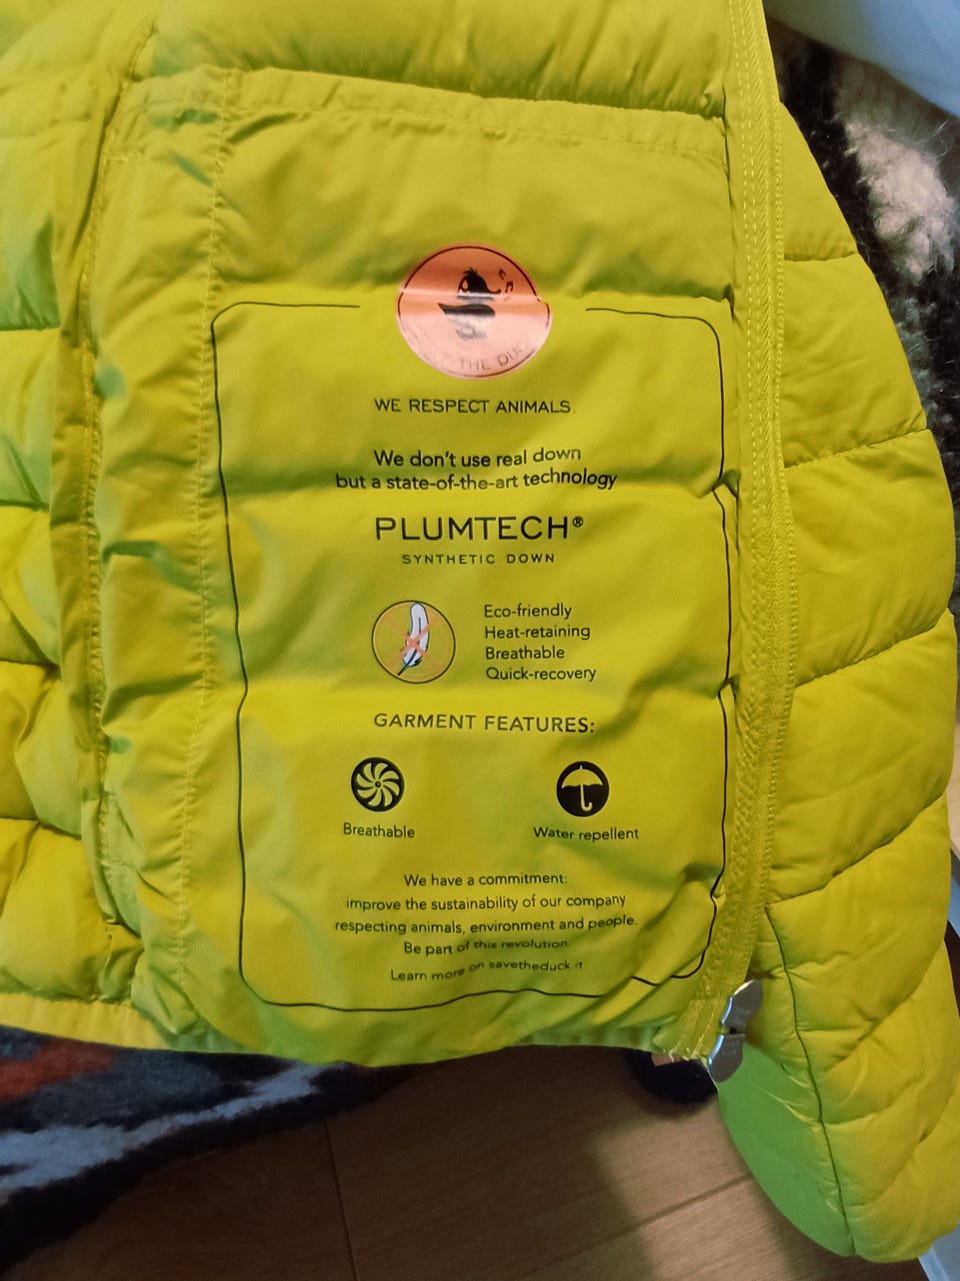 THE DU
WE RESPECT ANIMALS.
We don't use real down
but a state-of-the-art technology
PLUMTECH®
SYNTHETIC DOWN
Eco-friendly
Heat-retaining
Breathable
Quick-recovery
GARMENT FEATURES:
Breathable
Water repellent
We have a commitment:
improve the sustainability of our company
respecting animals, environment and people.
Be part of this revolution
Learn more on savetheduck.it